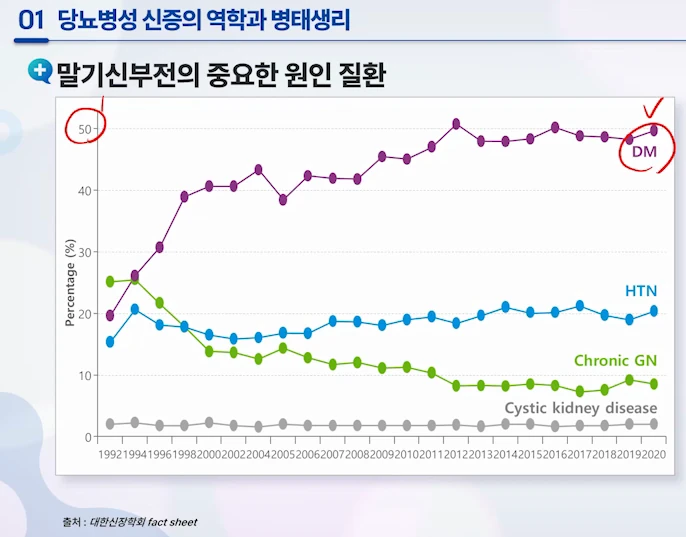 01 당뇨병성 신증의 역학과 병태생리
말기신부전의 중요한 원인 질환
50
40
30
20
10
0
Percentage (%)
DM
HTN
Chronic GN
Cystic kidney disease
1992 1994 1996 1998 2000 2002 2004 2005 2006 2007 2008 2009 2010 2011 2012 2013 2014 2015 2016 2017 2018 2019 2020
출처 : 대한신장학회 fact sheet